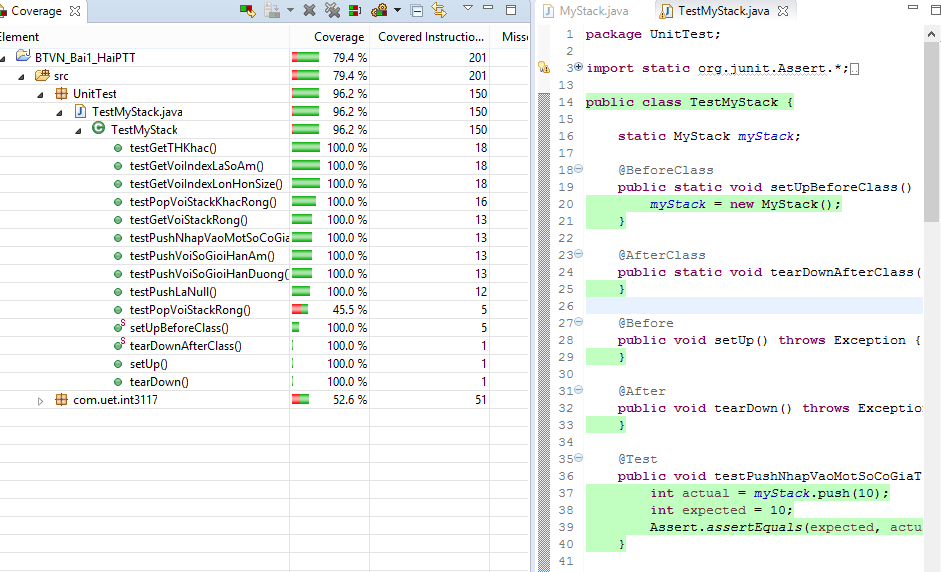 Coverage
Element Coverage Covered Instructio... Misse
BTVN_Bai1_HaiPTT 79.4 % 201
src 79.4 % 201
UnitTest 96.2 % 150
TestMyStack.java 96.2 % 150
TestMyStack 96.2 % 150
testGetTHKhac() 100.0 % 18
testGetVoiIndexLaSoAm() 100.0 % 18
testGetVoiIndexLonHonSize() 100.0 % 18
testPopVoiStackKhacRong() 100.0 % 16
testGetVoiStackRong() 100.0 % 13
testPushNhapVaoMotSoCoGia 100.0 % 13
testPushVoiSoGioiHanAm() 100.0 % 13
testPushVoiSoGioiHanDuong() 100.0 % 13
testPushLaNull() 100.0 % 12
testPopVoiStackRong() 45.5 % 5
setUpBeforeClass() 100.0 % 5
tearDownAfterClass() 100.0 % 1
setUp() 100.0 % 1
tearDown() 100.0 % 1
com.uet.int3117 52.6 % 51
MyStack.java TestMyStack.java
1 package UnitTest;
2
3 import static org.junit.Assert.*;
13
14 public class TestMyStack {
15
16 static MyStack myStack;
17
18 @BeforeClass
19 public static void setUpBeforeClass()
20 myStack = new MyStack();
21 }
22
23 @AfterClass
24 public static void tearDownAfterClass(
25 }
26
27 @Before
28 public void setUp() throws Exception {
29 }
30
31 @After
32 public void tearDown() throws Exception
33 }
34
35 @Test
36 public void testPushNhapVaoMotSoCoGiaT
37 int actual = myStack.push(10);
38 int expected = 10;
39 Assert.assertEquals(expected, actu
40 }
41